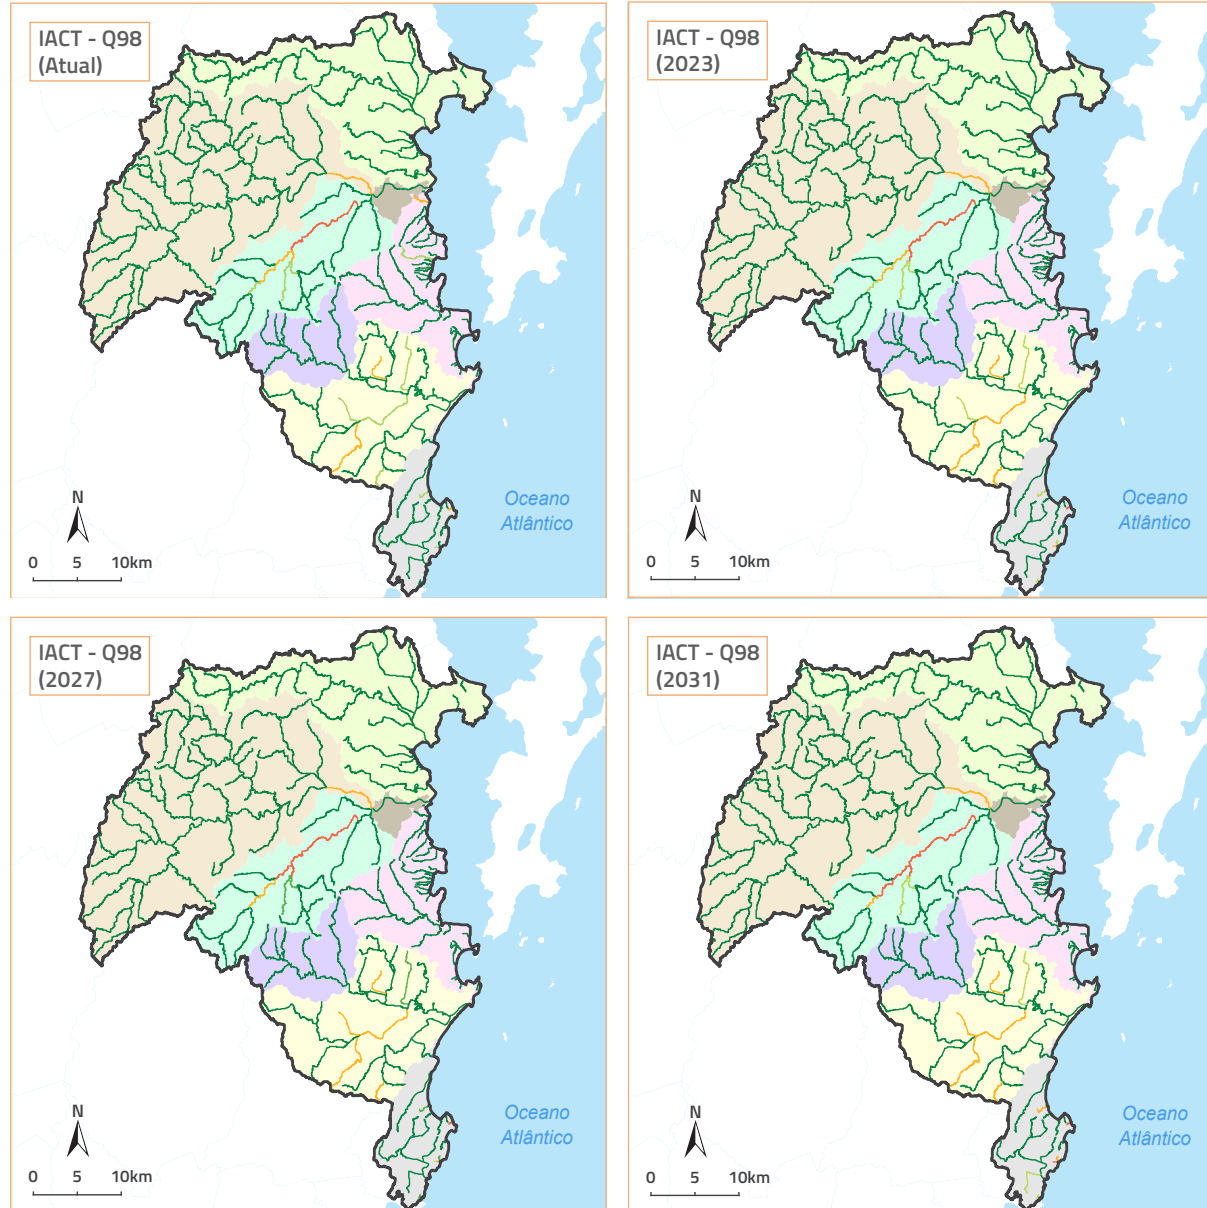 IACT - Q98
(Atual)
N
0 5 10km
Oceano
Atlântico
IACT - Q98
(2023)
N
0 5 10km
Oceano
Atlântico
IACT - Q98
(2027)
N
0 5 10km
Oceano
Atlântico
IACT - Q98
(2031)
N
0 5 10km
Oceano
Atlântico